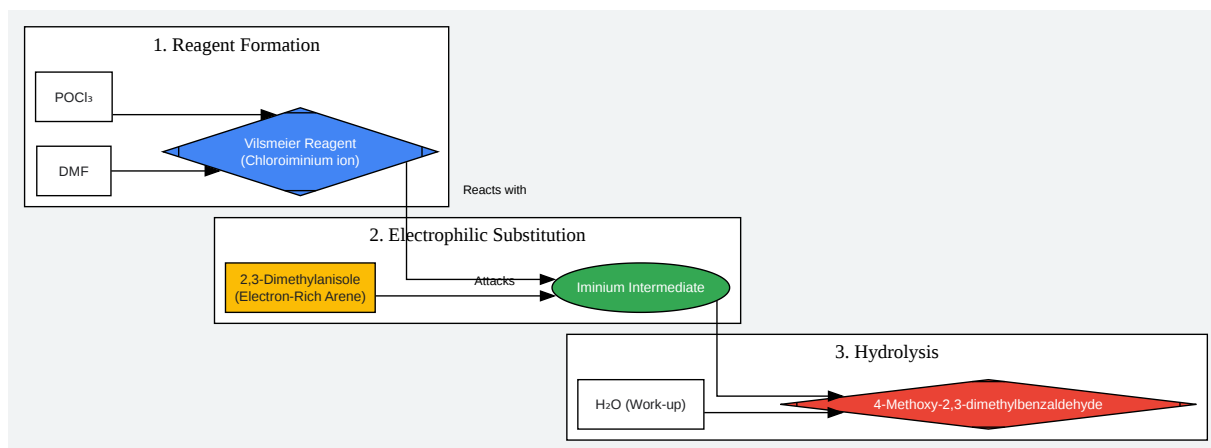 1. Reagent Formation
POCl₃
Vilsmeier Reagent
(Chloroiminium ion)
DMF
Reacts with
2. Electrophilic Substitution
2,3-Dimethylanisole
(Electron-Rich Arene)
Attacks
Iminium Intermediate
3. Hydrolysis
H₂O (Work-up)
4-Methoxy-2,3-dimethylbenzaldehyde